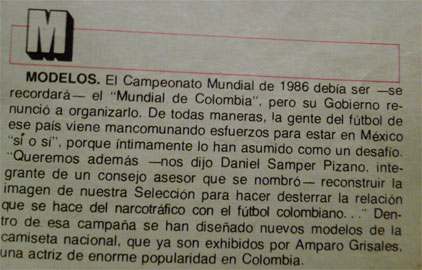 M
MODELOS. El Campeonato Mundial de 1986 debía ser —se
recordará— el "Mundial de Colombia", pero su Gobierno re-
nunció a organizarlo. De todas maneras, la gente del fútbol de
ese país viene mancomunando esfuerzos para estar en México
"sí o sí", porque íntimamente lo han asumido como un desafío.
"Queremos además —nos dijo Daniel Samper Pizano, inte-
grante de un consejo asesor que se nombró— reconstruir la
imagen de nuestra Selección para hacer desterrar la relación
que se hace del narcotráfico con el fútbol colombiano. . ." Den-
tro de esa campaña se han diseñado nuevos modelos de la
camiseta nacional, que ya son exhibidos por Amparo Grisales,
una actriz de enorme popularidad en Colombia.